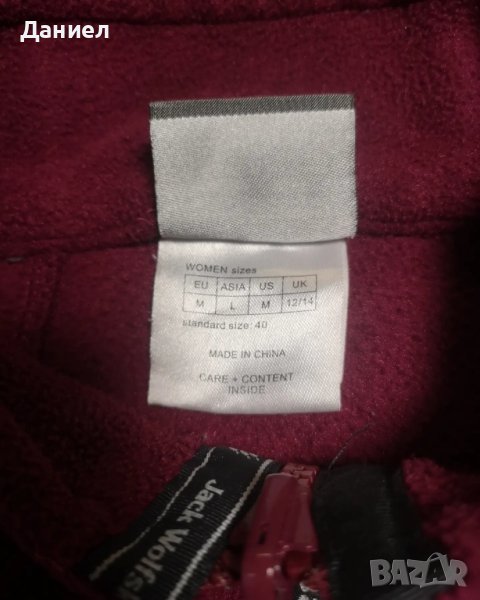 Даниел
WOMEN sizes
EU ASIA US UK
M L M 12/14
standard size: 40
MADE IN CHINA
CARE + CONTENT
INSIDE
Jack Wolfs
BAZAR